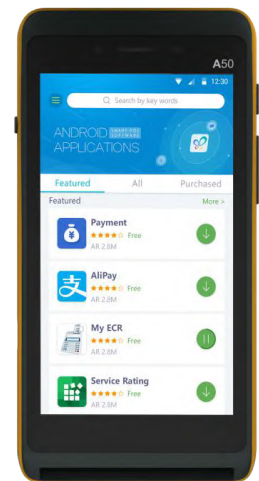 A50
12:30
Search by key words
ANDROID SMART POS SOFTWARE
APPLICATIONS
Featured All Purchased
Featured More >
Payment
Free
AR 2.8M
AliPay
支
Free
AR 2.8M
My ECR
Free
AR 2.8M
Service Rating
Free
AR 2.8M